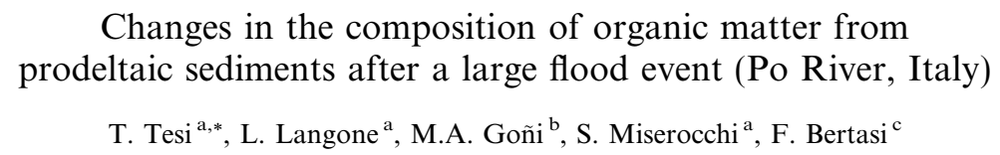 Changes in the composition of organic matter from
prodeltaic sediments after a large flood event (Po River, Italy)
T. Tesi a,*, L. Langone a, M.A. Goñi b, S. Miserocchi a, F. Bertasi c